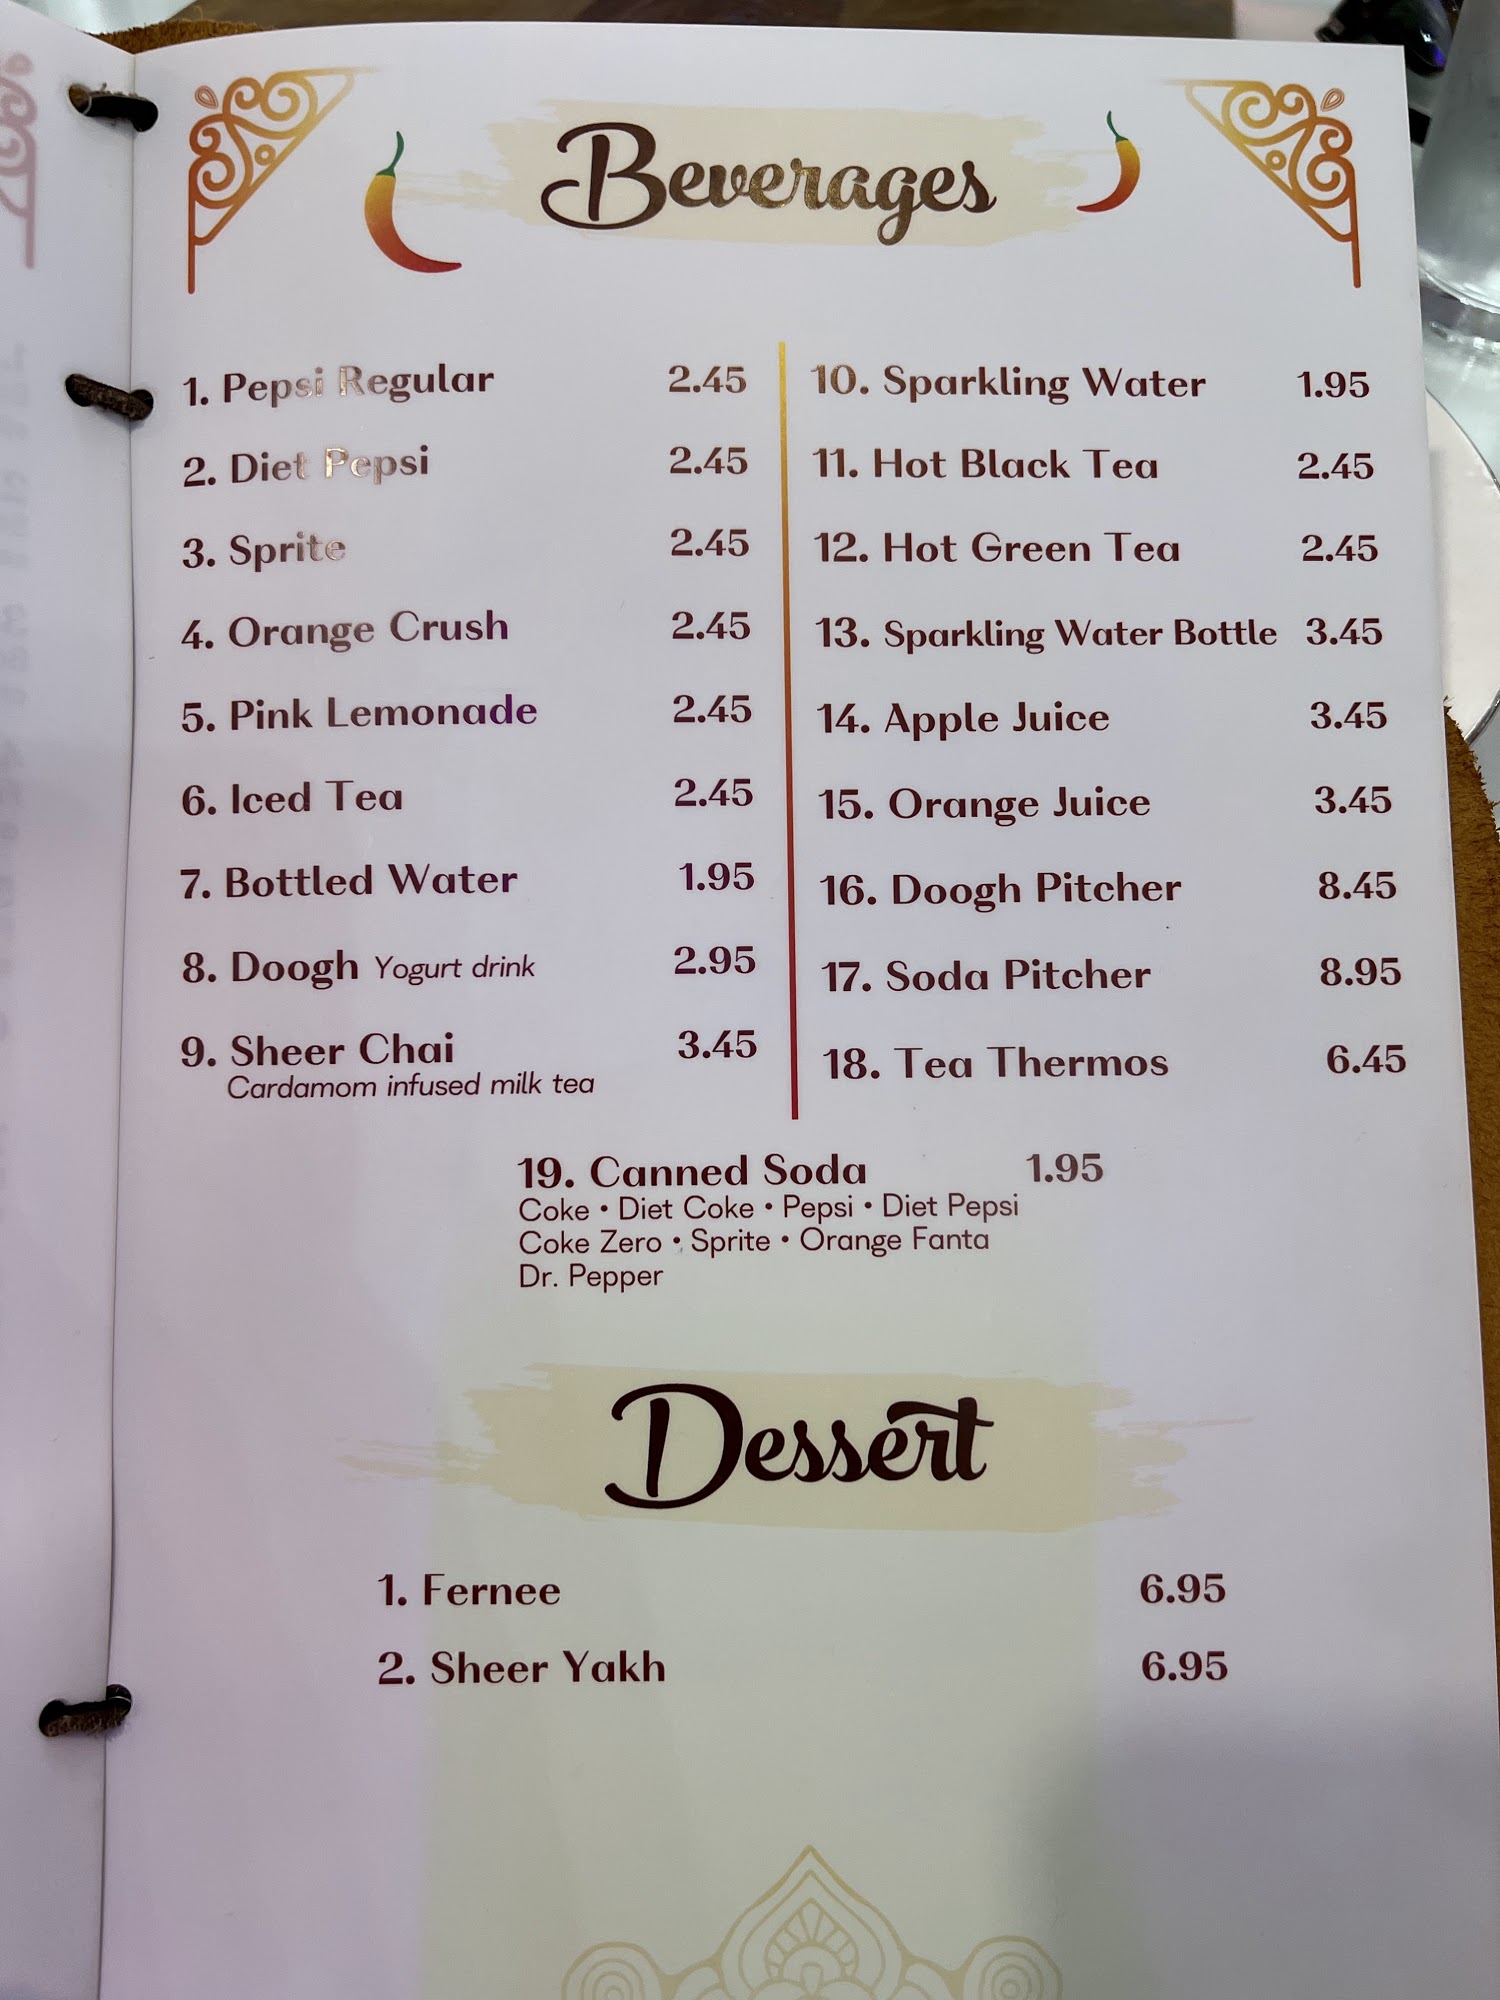 Beverages
1. Pepsi Regular 2.45
2. Diet Pepsi 2.45
3. Sprite 2.45
4. Orange Crush 2.45
5. Pink Lemonade 2.45
6. Iced Tea 2.45
7. Bottled Water 1.95
8. Doogh Yogurt drink 2.95
9. Sheer Chai 3.45
Cardamom infused milk tea
10. Sparkling Water 1.95
11. Hot Black Tea 2.45
12. Hot Green Tea 2.45
13. Sparkling Water Bottle 3.45
14. Apple Juice 3.45
15. Orange Juice 3.45
16. Doogh Pitcher 8.45
17. Soda Pitcher 8.95
18. Tea Thermos 6.45
19. Canned Soda 1.95
Coke • Diet Coke • Pepsi • Diet Pepsi
Coke Zero • Sprite • Orange Fanta
Dr. Pepper
Dessert
1. Fernee 6.95
2. Sheer Yakh 6.95